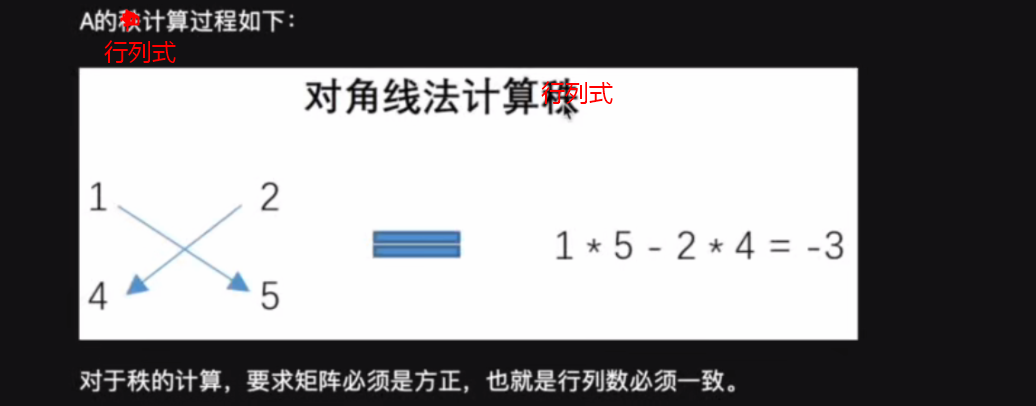 A的秩计算过程如下：
行列式
对角线法计算秩
行列式
1 2
4 5
1 * 5 - 2 * 4 = -3
对于秩的计算，要求矩阵必须是方正，也就是行列数必须一致。